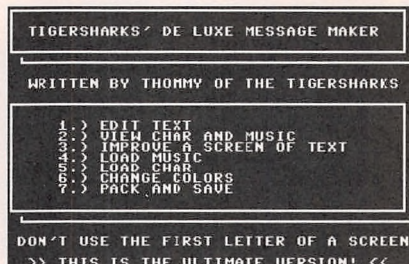 TIGERSHARKS' DE LUXE MESSAGE MAKER
WRITTEN BY THOMMY OF THE TIGERSHARKS
1.) EDIT TEXT
2.) VIEW CHAR AND MUSIC
3.) IMPROVE A SCREEN OF TEXT
4.) LOAD MUSIC
5.) LOAD CHAR
6.) CHANGE COLORS
7.) PACK AND SAVE
DON'T USE THE FIRST LETTER OF A SCREEN
>> THIS IS THE ULTIMATE VERSION! <<